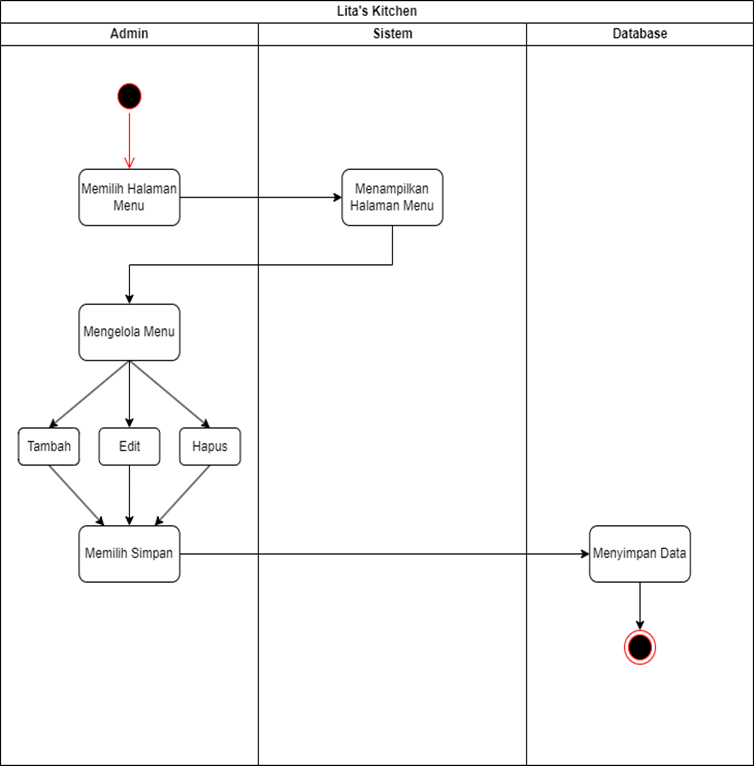 Lita's Kitchen
Admin
Sistem
Database
Memilih Halaman
Menu
Menampilkan
Halaman Menu
Mengelola Menu
Tambah
Edit
Hapus
Memilih Simpan
Menyimpan Data